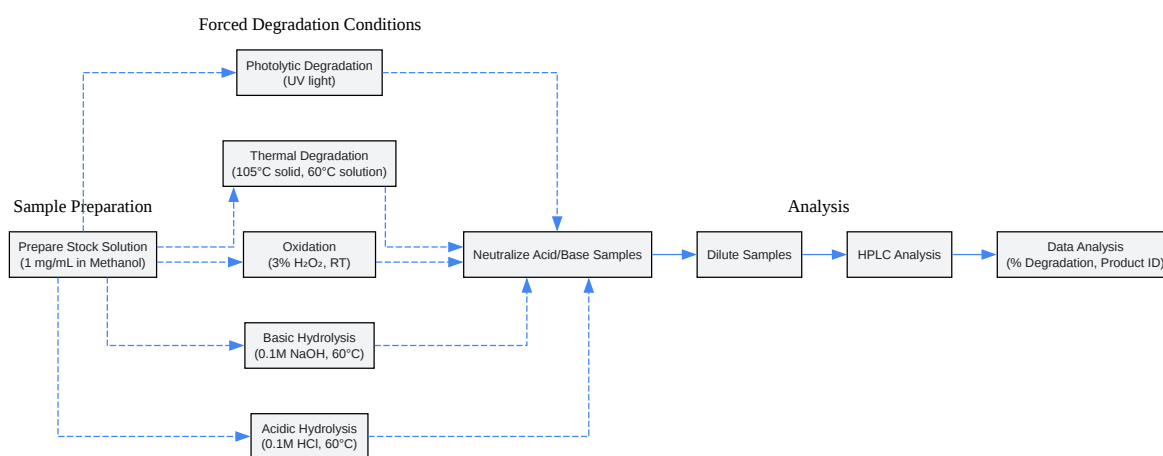 Forced Degradation Conditions
Photolytic Degradation
(UV light)
Thermal Degradation
(105°C solid, 60°C solution)
Sample Preparation
Analysis
Prepare Stock Solution
(1 mg/mL in Methanol)
Oxidation
(3% H₂O₂, RT)
Neutralize Acid/Base Samples
Dilute Samples
HPLC Analysis
Data Analysis
(% Degradation, Product ID)
Basic Hydrolysis
(0.1M NaOH, 60°C)
Acidic Hydrolysis
(0.1M HCl, 60°C)